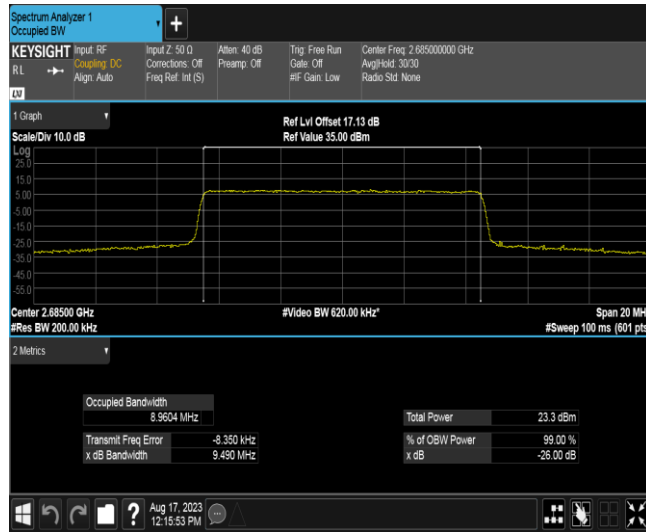 Spectrum Analyzer 1
Occupied BW
KEYSIGHT
Input: RF
Coupling: DC
Align: Auto
Input Z: 50 Ω
Corrections: Off
Freq Ref: Int (S)
Atten: 40 dB
Preamp: Off
Trig: Free Run
Gate: Off
#IF Gain: Low
Center Freq: 2.685000000 GHz
Avg|Hold: 30/30
Radio Std: None
R L
LXI
1 Graph
Scale/Div 10.0 dB
Ref Lvl Offset 17.13 dB
Ref Value 35.00 dBm
Log
25.0
15.0
5.00
-5.00
-15.0
-25.0
-35.0
-45.0
-55.0
Center 2.68500 GHz
#Res BW 200.00 kHz
#Video BW 620.00 kHz*
Span 20 MH
#Sweep 100 ms (601 pts
2 Metrics
Occupied Bandwidth
8.9604 MHz
Transmit Freq Error -8.350 kHz
x dB Bandwidth 9.490 MHz
Total Power 23.3 dBm
% of OBW Power 99.00 %
x dB -26.00 dB
?
Aug 17, 2023
12:15:53 PM